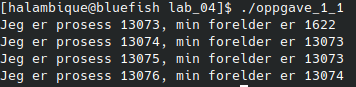 [halambique@bluefish lab_04]$ ./oppgave_1_1
Jeg er prosess 13073, min forelder er 1622
Jeg er prosess 13074, min forelder er 13073
Jeg er prosess 13075, min forelder er 13073
Jeg er prosess 13076, min forelder er 13074